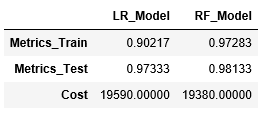 LR_Model RF_Model
Metrics_Train 0.90217 0.97283
Metrics_Test 0.97333 0.98133
Cost 19590.00000 19380.00000